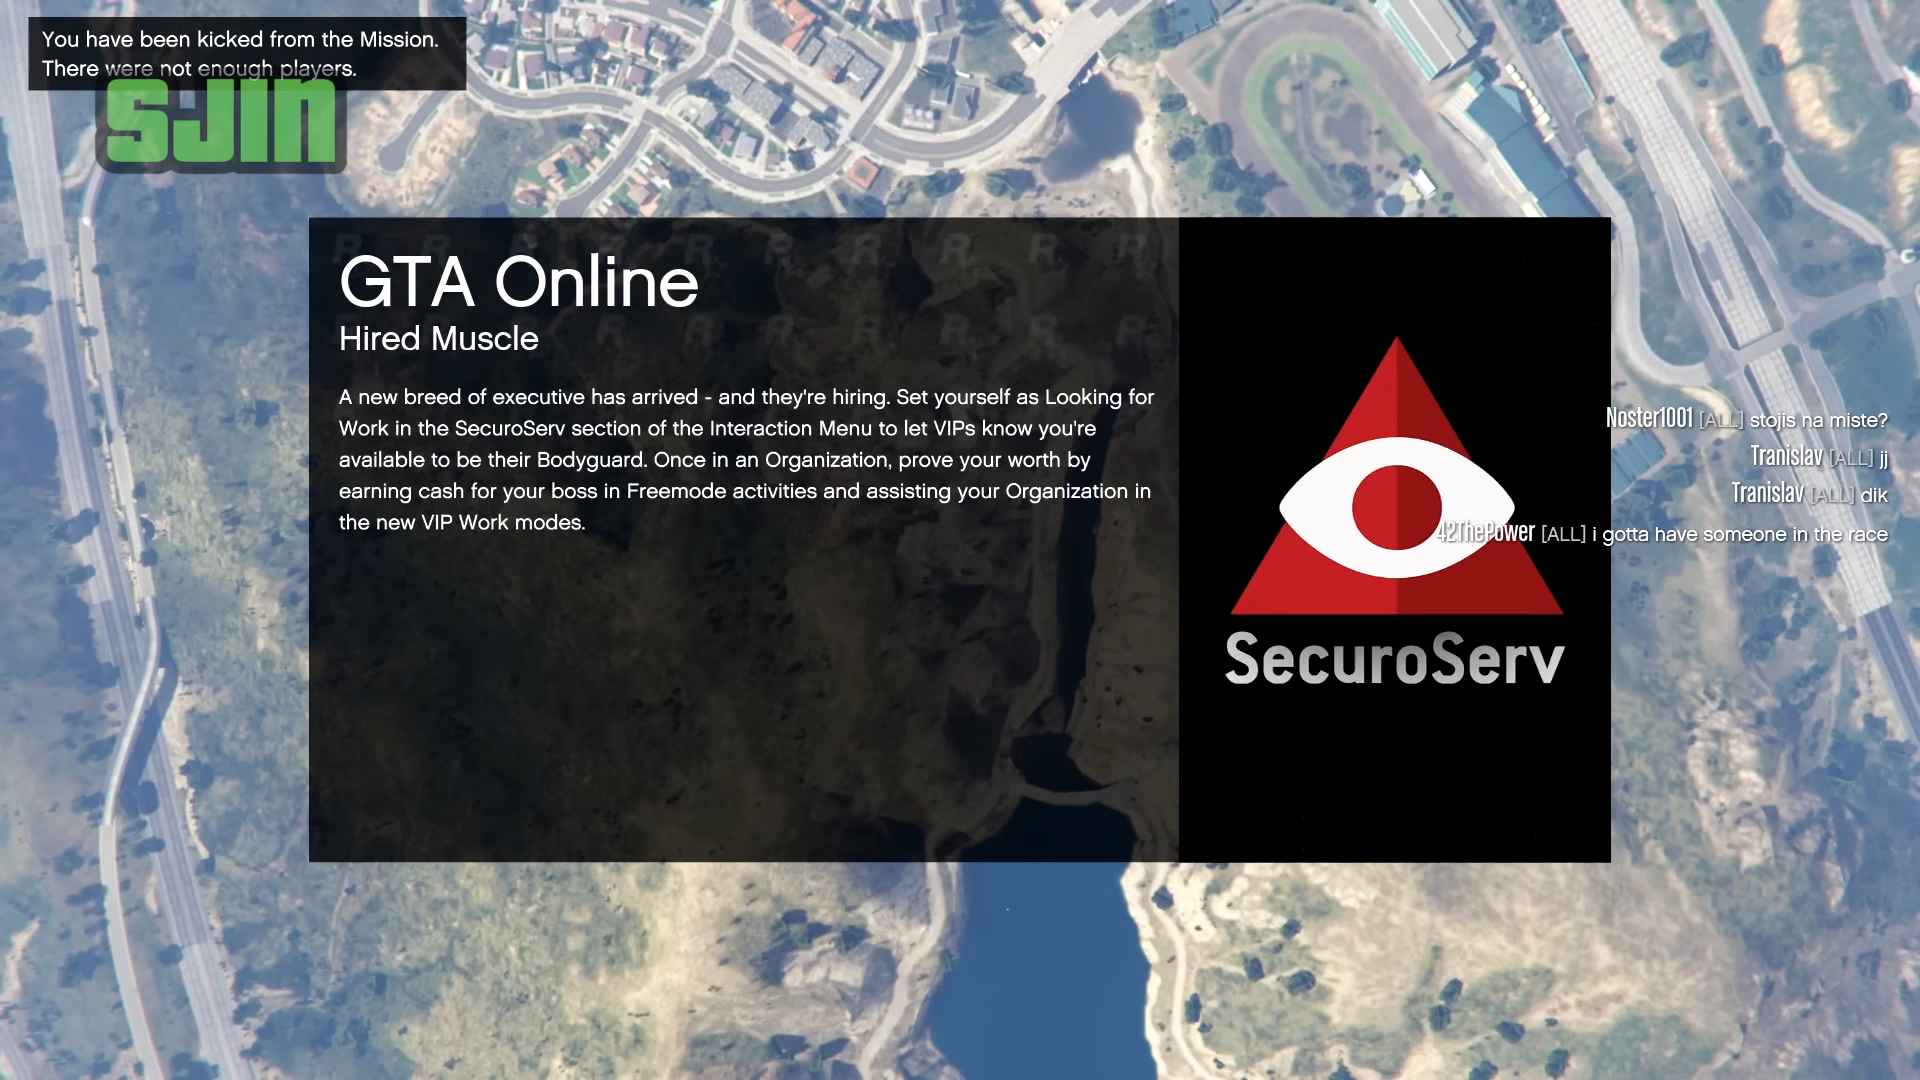 You have been kicked from the Mission.
There were not enough players.
SJIN
GTA Online
Hired Muscle
A new breed of executive has arrived - and they're hiring. Set yourself as Looking for
Work in the SecuroServ section of the Interaction Menu to let VIPs know you're
available to be their Bodyguard. Once in an Organization, prove your worth by
earning cash for your boss in Freemode activities and assisting your Organization in
the new VIP Work modes.
SecuroServ
Noster1001 [ALL] stojis na miste?
Tranislav [ALL] jj
Tranislav [ALL] dik
42ThePower [ALL] i gotta have someone in the race